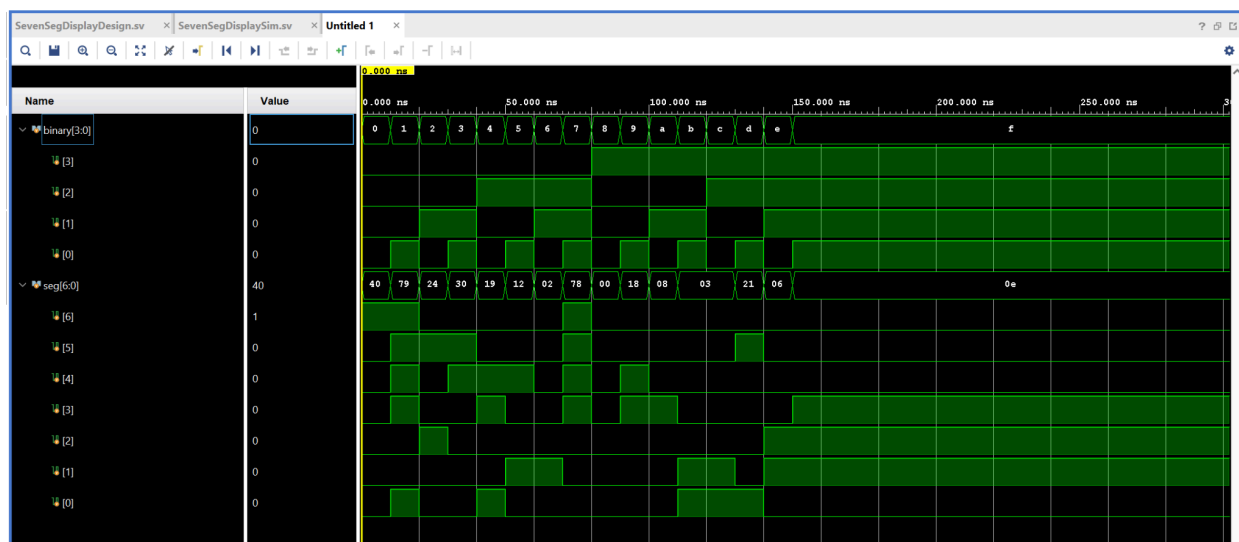 SevenSegDisplayDesign.sv × SevenSegDisplaySim.sv × Untitled 1 ×
0.000 ns
Name Value 0.000 ns 50.000 ns 100.000 ns 150.000 ns 200.000 ns 250.000 ns
binary[3:0] 0 0 1 2 3 4 5 6 7 8 9 a b c d e f
[3] 0
[2] 0
[1] 0
[0] 0
seg[6:0] 40 40 79 24 30 19 12 02 78 00 18 08 03 21 06 0e
[6] 1
[5] 0
[4] 0
[3] 0
[2] 0
[1] 0
[0] 0